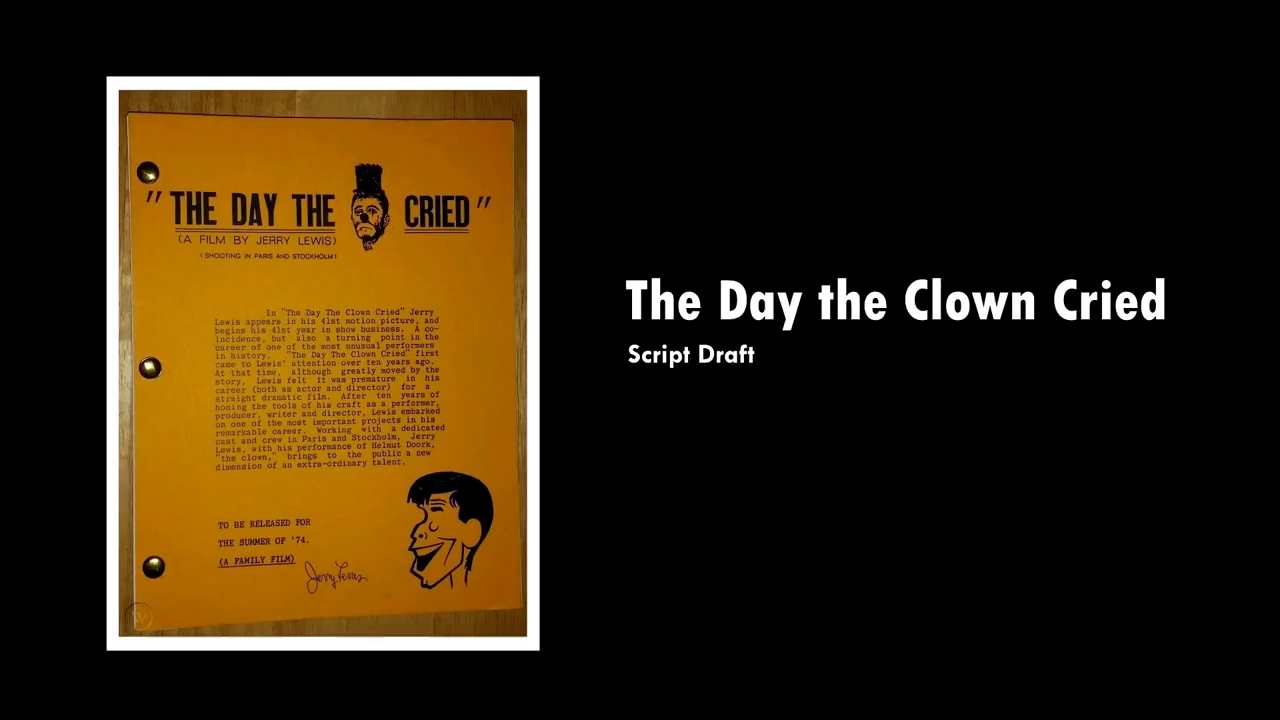 " THE DAY THE CRIED "
(A FILM BY JERRY LEWIS)
(SHOOTING IN PARIS AND STOCKHOLM)
In "The Day The Clown Cried" Jerry
Lewis appears in his 41st motion picture, and
begins his 41st year in show business. A co-
incidence, but also a turning point in the
career of one of the most unusual performers
in history. "The Day The Clown Cried" first
came to Lewis' attention over ten years ago.
At that time, although greatly moved by the
story, Lewis felt it was premature in his
career (both as actor and director) for a
straight dramatic film. After ten years of
honing the tools of his craft as a performer,
producer, writer and director, Lewis embarked
on one of the most important projects in his
remarkable career. Working with a dedicated
cast and crew in Paris and Stockholm, Jerry
Lewis, with his performance of Helmut Doork,
"the clown," brings to the public a new
dimension of an extra-ordinary talent.
TO BE RELEASED FOR
THE SUMMER OF '74.
(A FAMILY FILM)
Jerry Lewis
The Day the Clown Cried
Script Draft